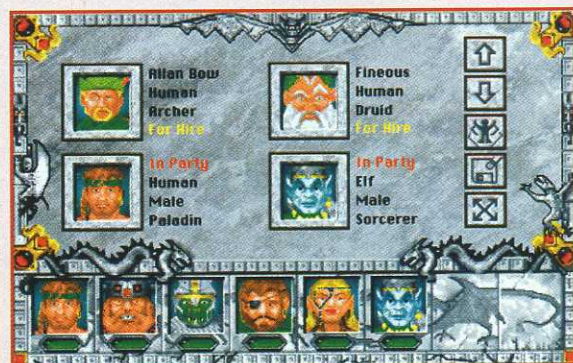 Allan Bow
Human
Archer
For Hire
Fineous
Human
Druid
For Hire
In Party
Human
Male
Paladin
In Party
Elf
Male
Sorcerer